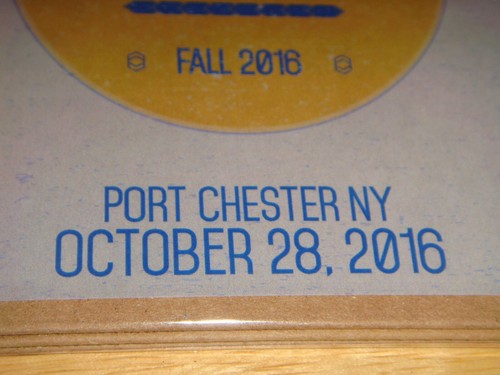 FALL 2016
PORT CHESTER NY
OCTOBER 28, 2016